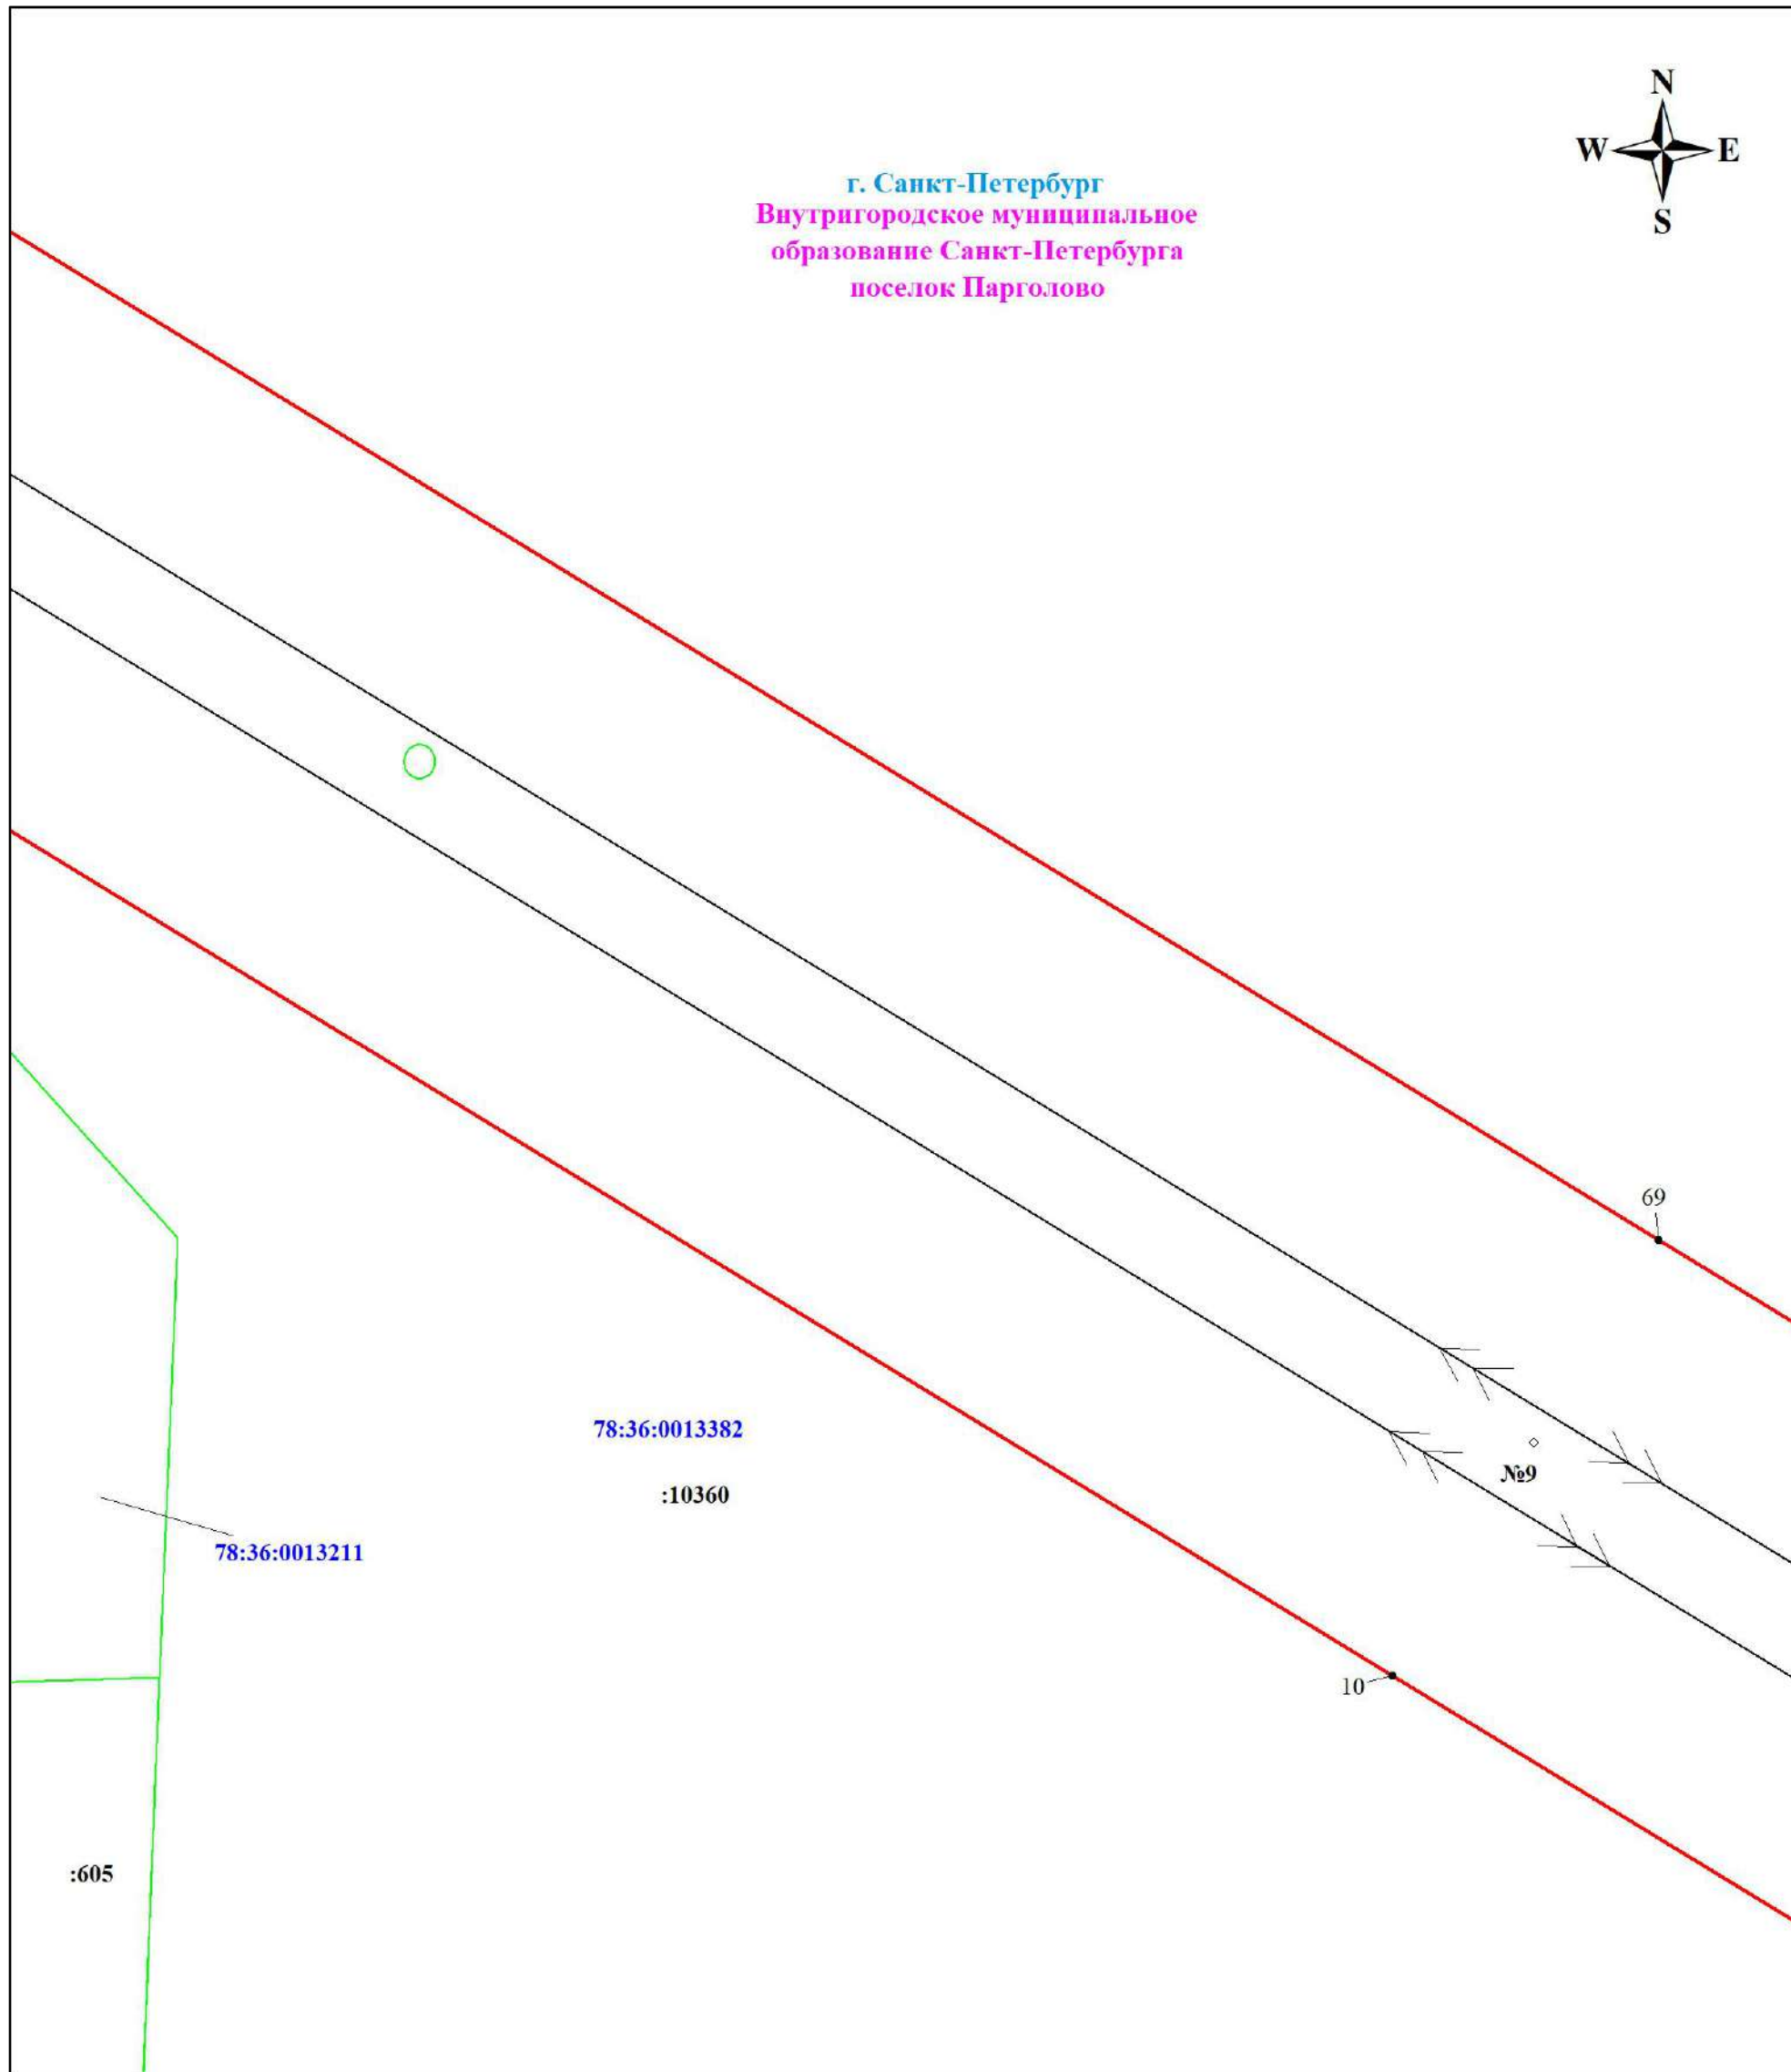 N
W E
S
г. Санкт-Петербург
Внутригородское муниципальное
образование Санкт-Петербурга
поселок Парголово
69
78:36:0013382
№9
:10360
78:36:0013211
10
:605